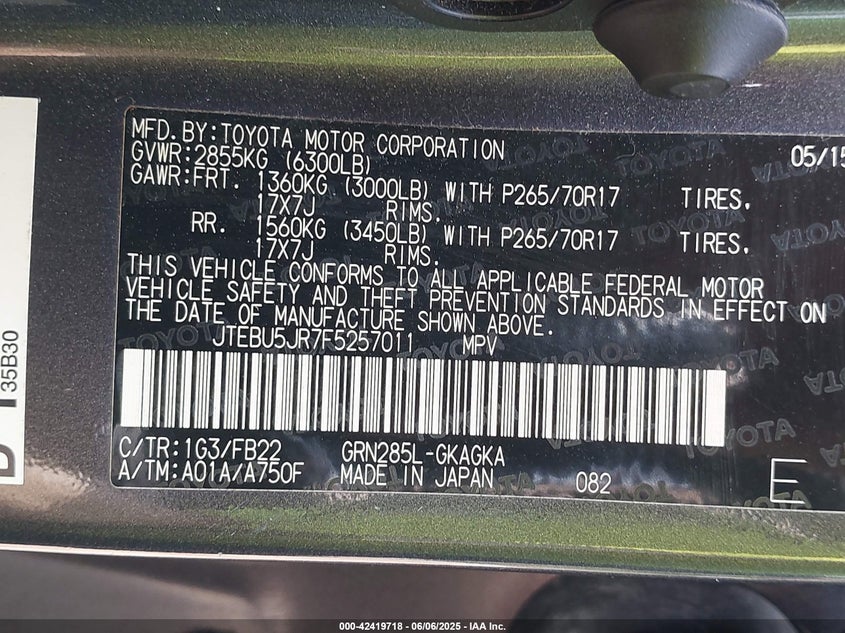 MFD.BY:TOYOTA MOTOR CORPORATION 05/15
GVWR:2855KG (6300LB)
GAWR:FRT. 1360KG (3000LB) WITH P265/70R17 TIRES,
17X7J RIMS.
RR. 1560KG (3450LB) WITH P265/70R17 TIRES,
17X7J RIMS.
THIS VEHICLE CONFORMS TO ALL APPLICABLE FEDERAL MOTOR
VEHICLE SAFETY AND THEFT PREVENTION STANDARDS IN EFFECT ON
THE DATE OF MANUFACTURE SHOWN ABOVE.
JTEBU5JR7F5257011 MPV
C/TR:1G3/FB22 GRN285L-GKAGKA
A/TM:A01A/A750F MADE IN JAPAN 082 E
35B30
000-42419718 - 06/06/2025 - IAA Inc.